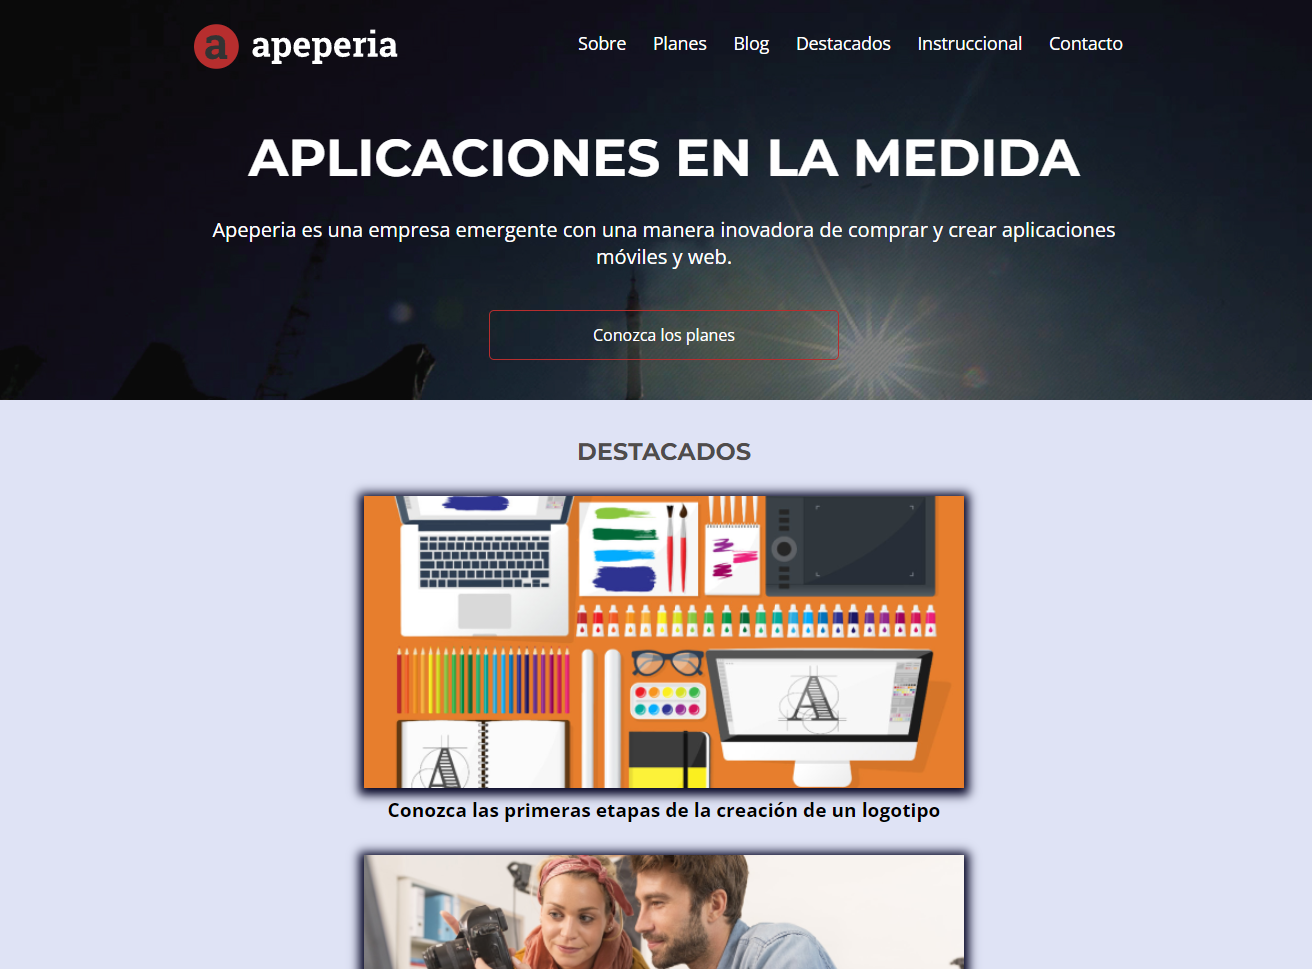 a apeperia
Sobre Planes Blog Destacados Instruccional Contacto
APLICACIONES EN LA MEDIDA
Apeperia es una empresa emergente con una manera inovadora de comprar y crear aplicaciones
móviles y web.
Conozca los planes
DESTACADOS
A
A
Conozca las primeras etapas de la creación de un logotipo